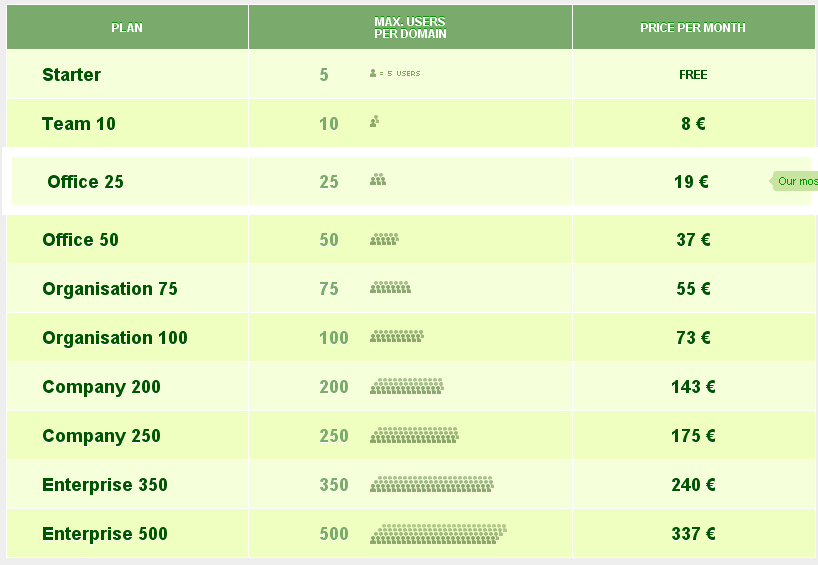 PLAN
MAX. USERS
PER DOMAIN
PRICE PER MONTH
Starter 5 = 5 USERS FREE
Team 10 10 8 €
Office 25 25 19 € Our mos
Office 50 50 37 €
Organisation 75 75 55 €
Organisation 100 100 73 €
Company 200 200 143 €
Company 250 250 175 €
Enterprise 350 350 240 €
Enterprise 500 500 337 €